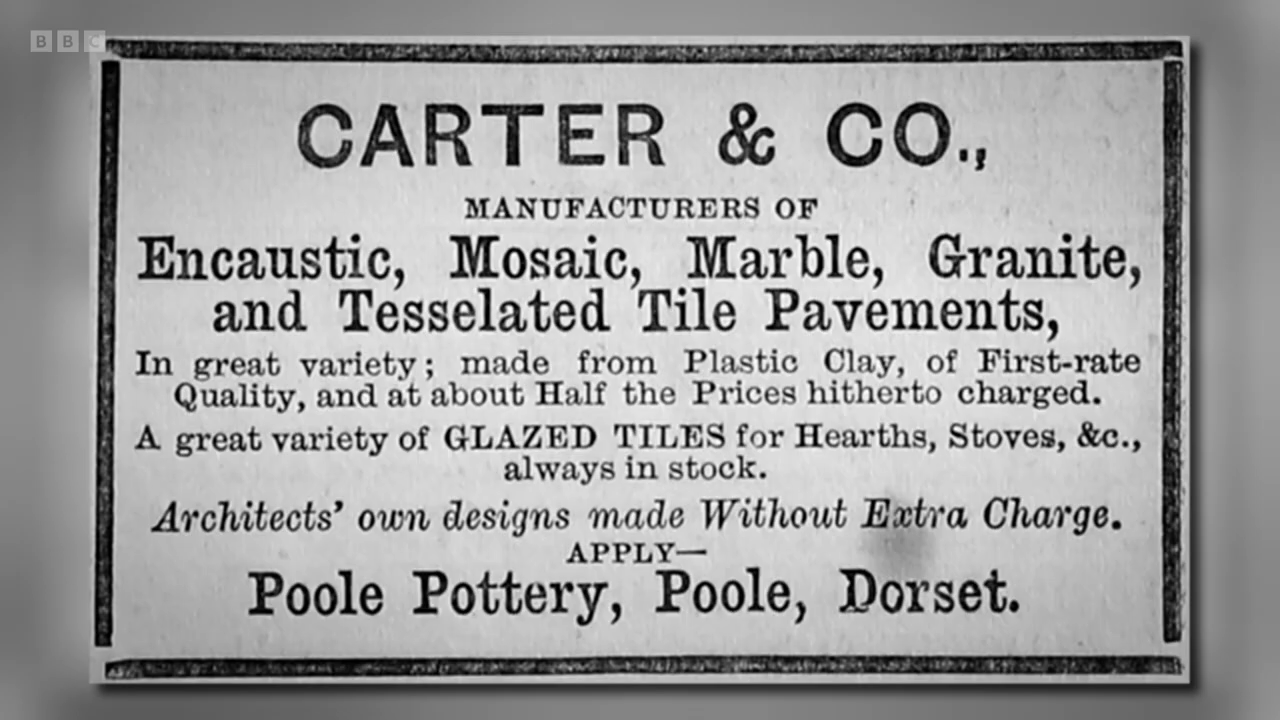 BBC
CARTER & CO.,
MANUFACTURERS OF
Encaustic, Mosaic, Marble, Granite,
and Tesselated Tile Pavements,
In great variety; made from Plastic Clay, of First-rate
Quality, and at about Half the Prices hitherto charged.
A great variety of GLAZED TILES for Hearths, Stoves, &c.,
always in stock.
Architects' own designs made Without Extra Charge.
APPLY—
Poole Pottery, Poole, Dorset.